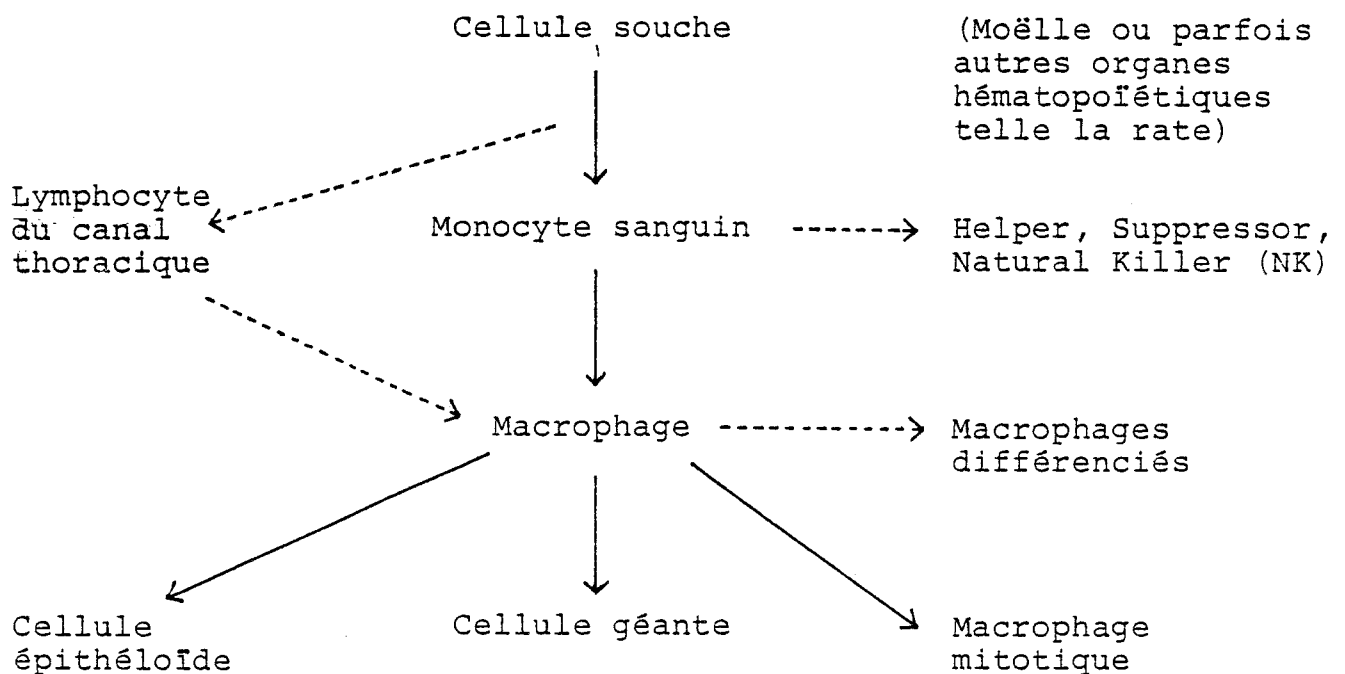 Cellule souche
(Moëlle ou parfois
autres organes
hématopoïétiques
telle la rate)
Lymphocyte
du canal
thoracique
Monocyte sanguin
Helper, Suppressor,
Natural Killer (NK)
Macrophage
Macrophages
différenciés
Cellule
épithéloïde
Cellule géante
Macrophage
mitotique